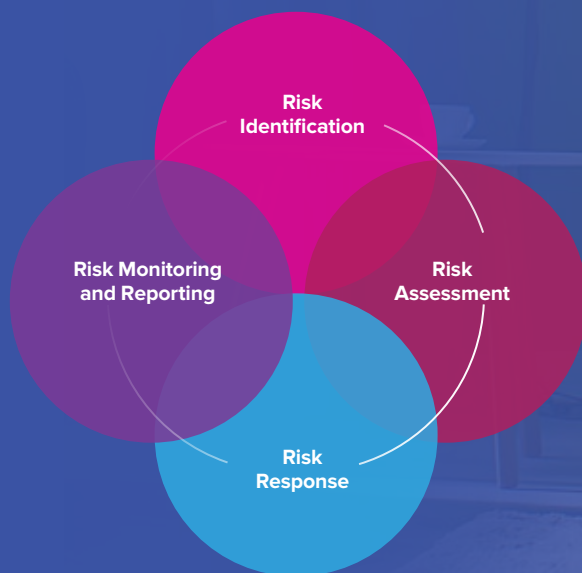 Risk
Identification
Risk Monitoring
and Reporting
Risk
Assessment
Risk
Response